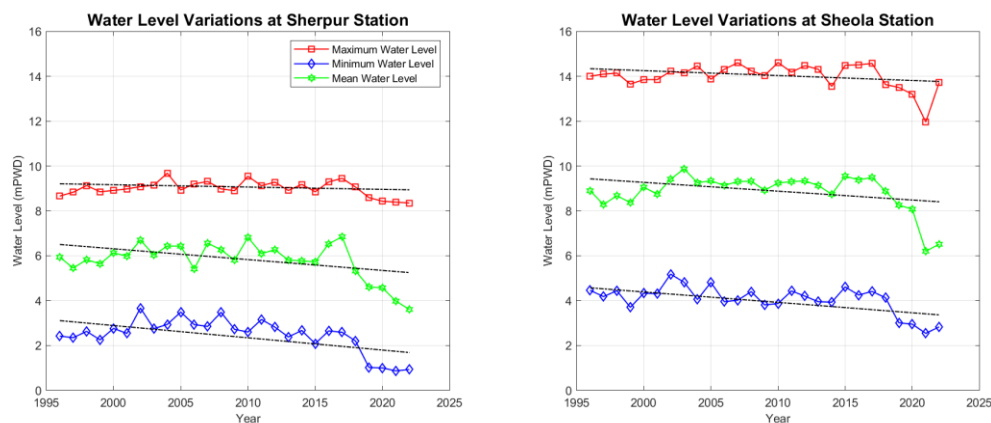 Water Level Variations at Sherpur Station
Water Level (mPWD)
16
14
12
10
8
6
4
2
0
Maximum Water Level
Minimum Water Level
Mean Water Level
1995 2000 2005 2010 2015 2020 2025
Year
Water Level Variations at Sheola Station
Water Level (mPWD)
16
14
12
10
8
6
4
2
0
1995 2000 2005 2010 2015 2020 2025
Year